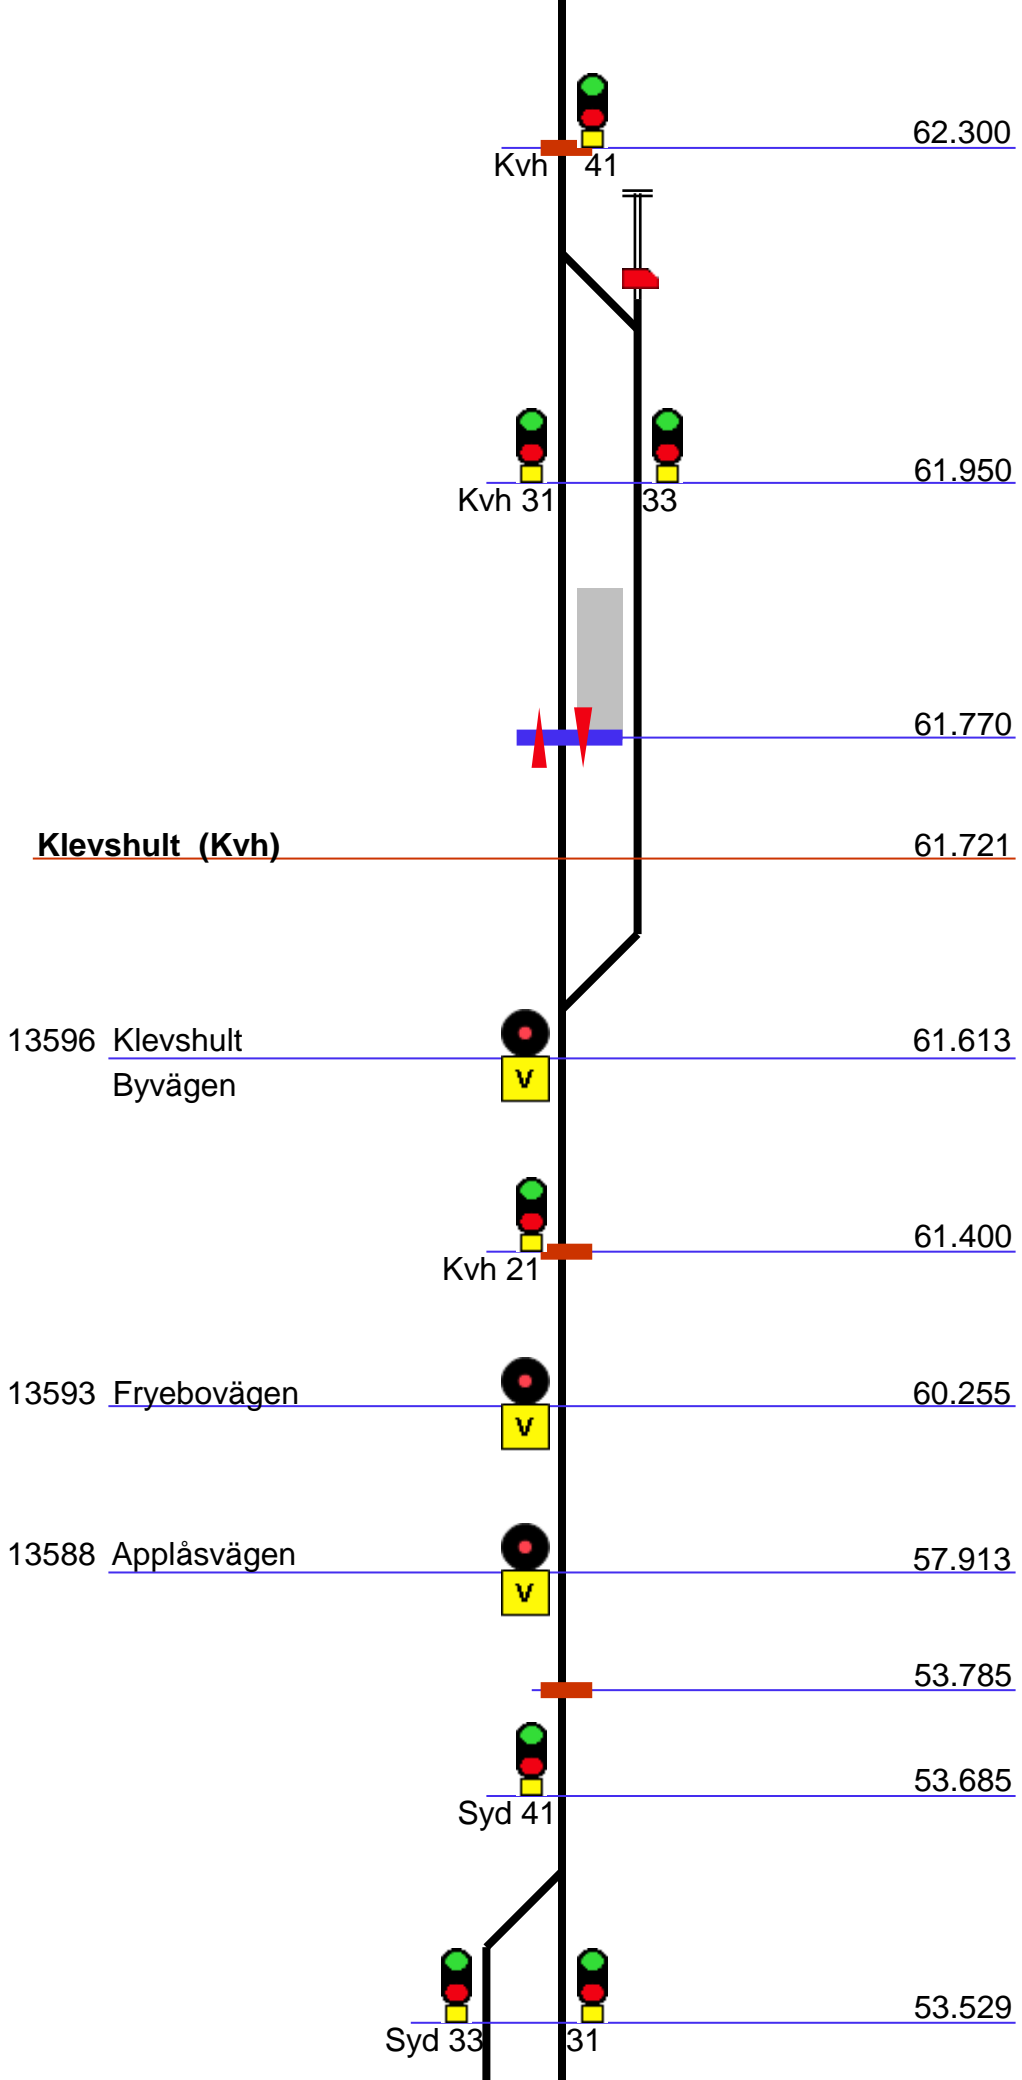 62.300
Kvh 41
61.950
Kvh 31 33
61.770
Klevshult (Kvh) 61.721
13596 Klevshult 61.613
Byvägen
V
61.400
Kvh 21
13593 Fryebovägen 60.255
V
13588 Applåsvägen 57.913
V
53.785
53.685
Syd 41
53.529
Syd 33 31